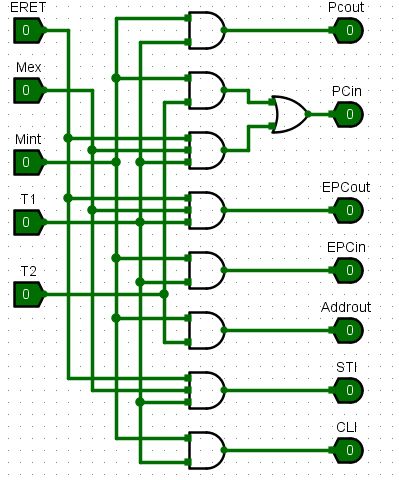 ERET
0
Mex
0
Mint
0
T1
0
T2
0
Pcout
0
PCin
0
EPCout
0
EPCin
0
Addrout
0
STI
0
CLI
0